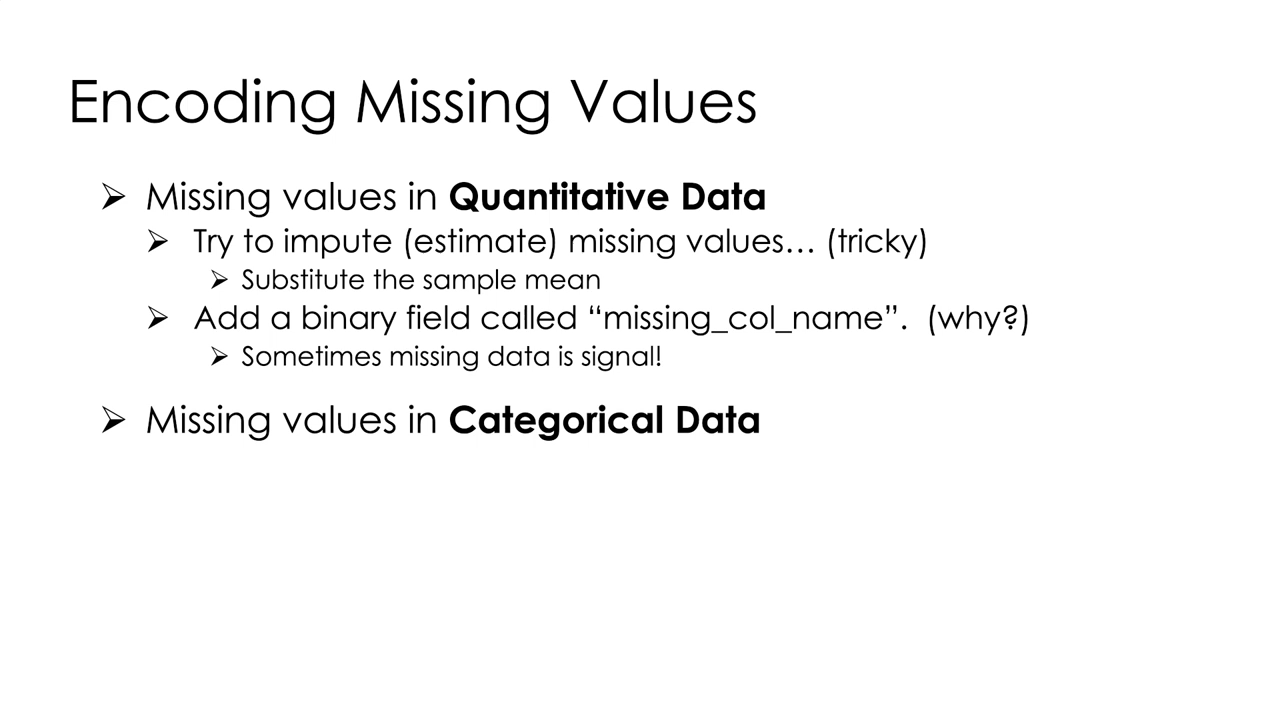 Encoding Missing Values
➢ Missing values in Quantitative Data
➢ Try to impute (estimate) missing values… (tricky)
➢ Substitute the sample mean
➢ Add a binary field called “missing_col_name”. (why?)
➢ Sometimes missing data is signal!
➢ Missing values in Categorical Data